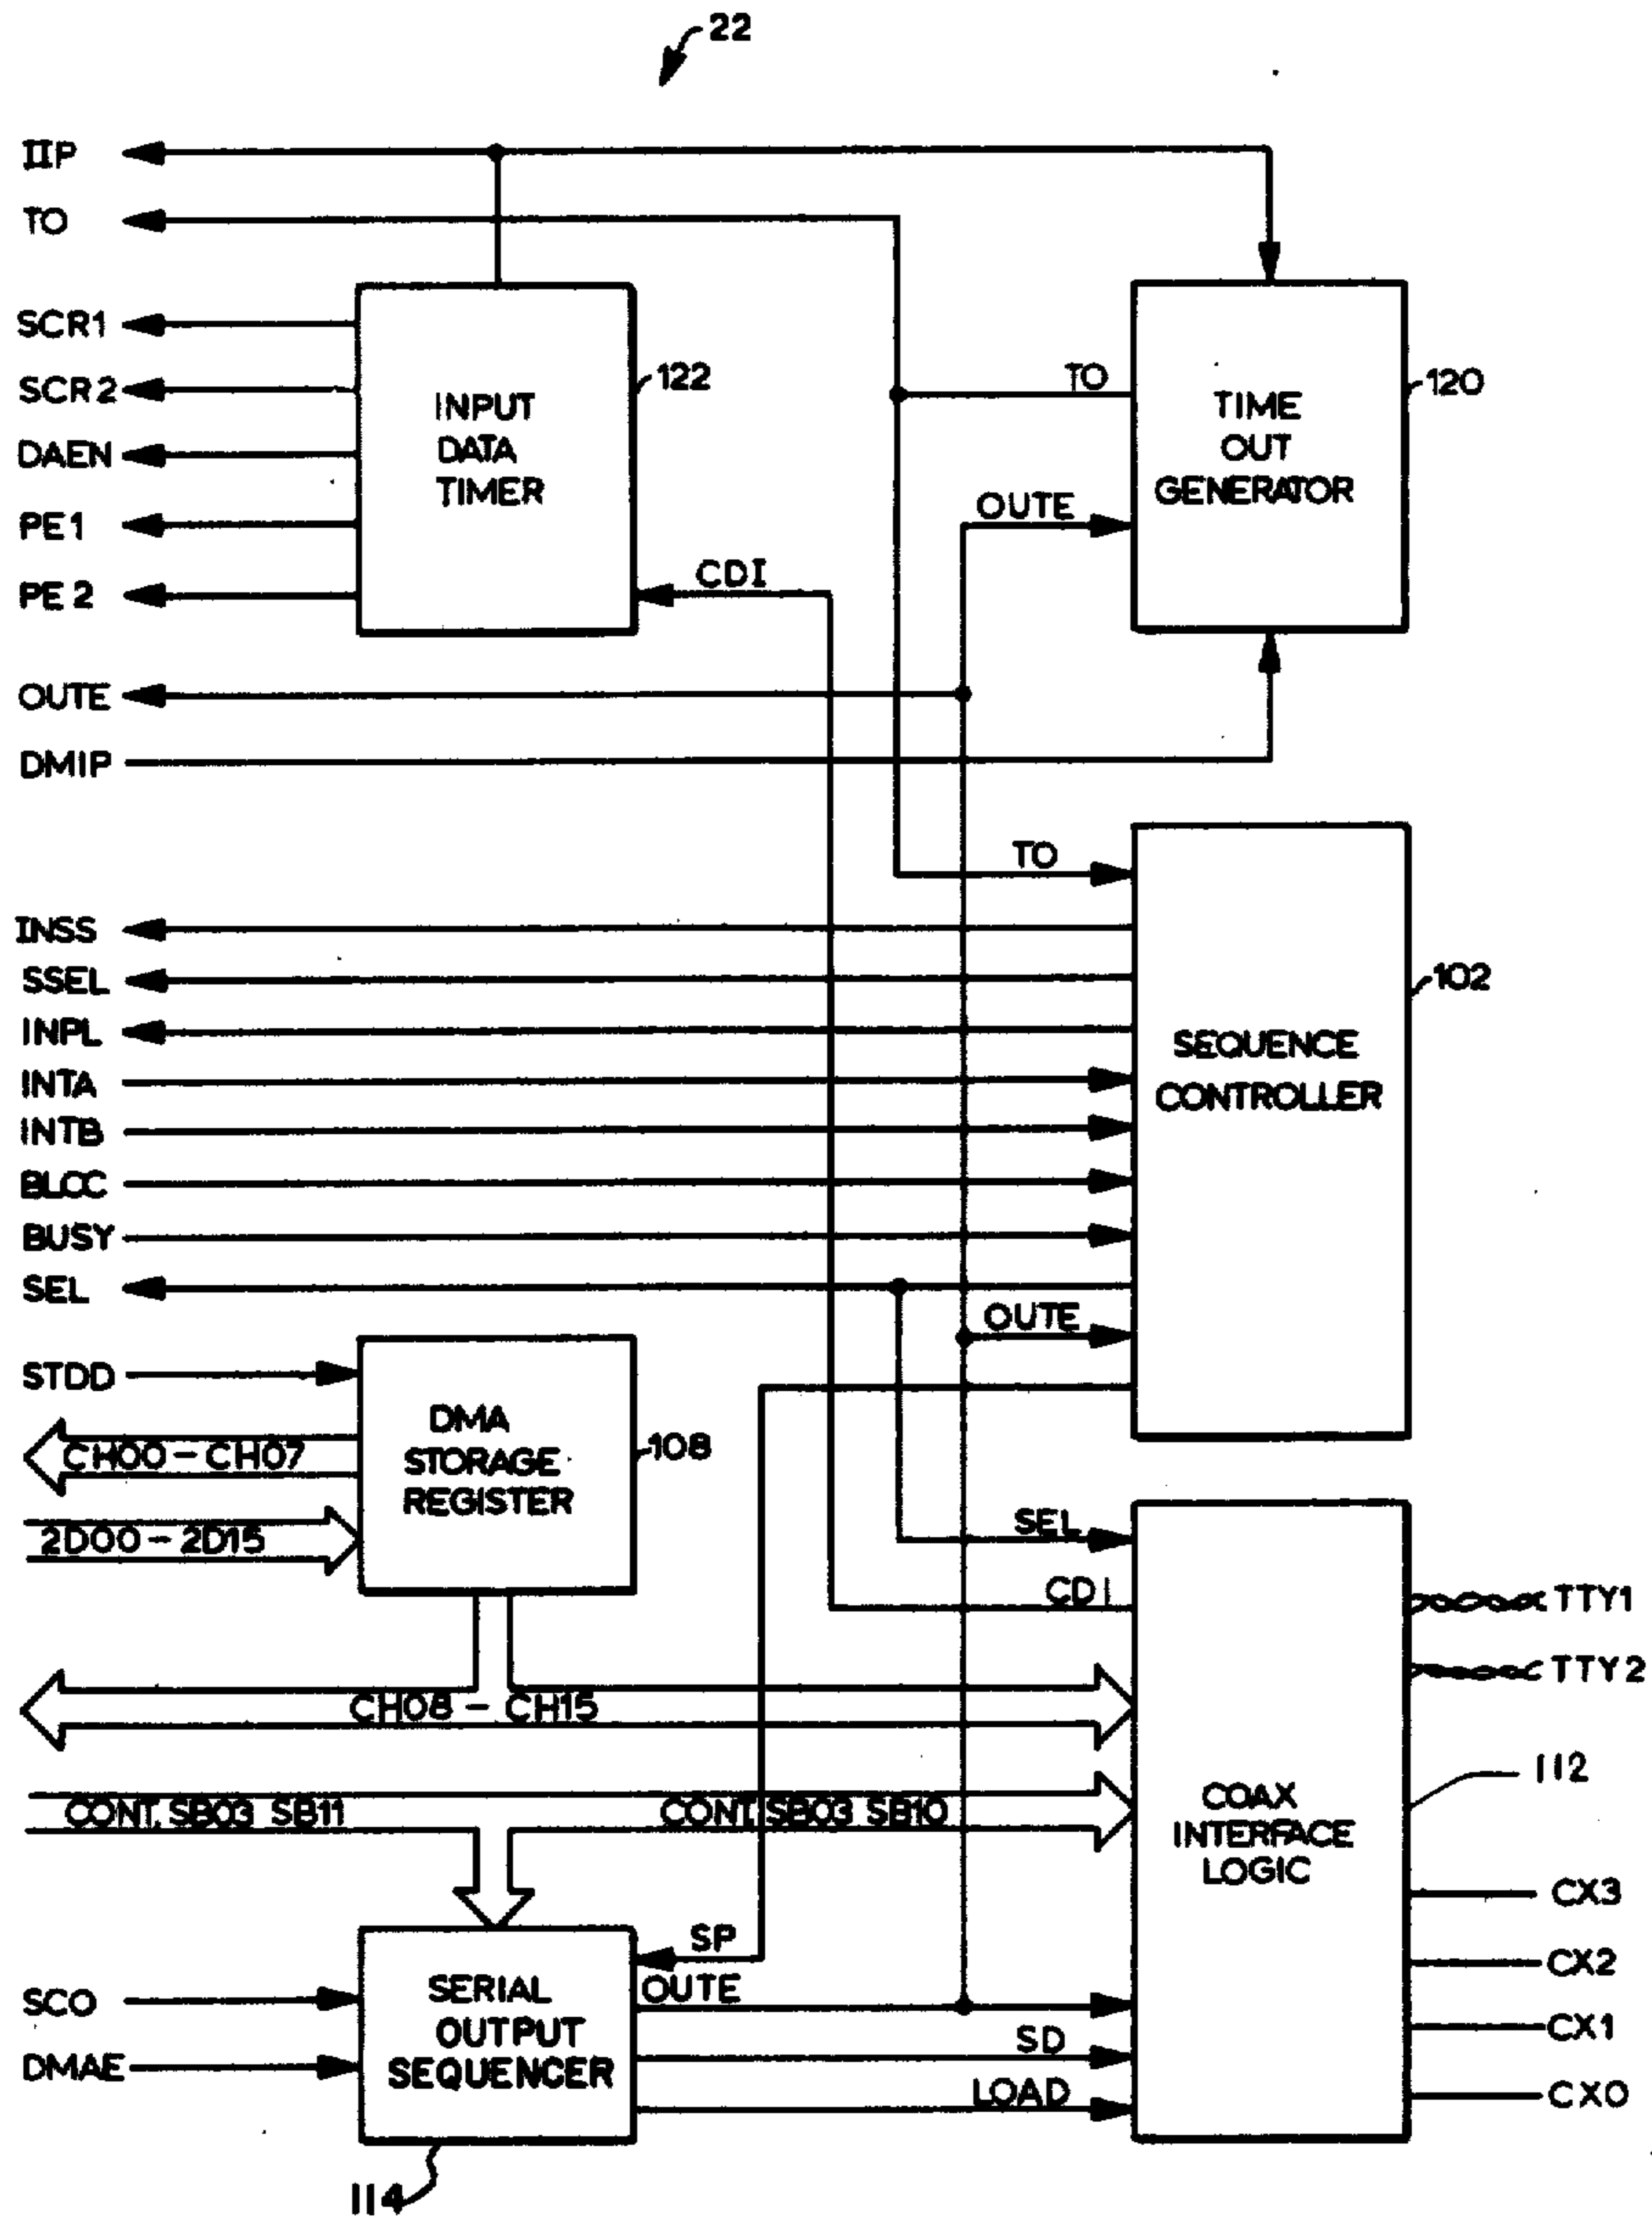 22
IIP
TO
SCR1
SCR2
DAEN
PE1
PE2
INPUT
DATA
TIMER
122
CDI
TO
OUTE
TIME
OUT
GENERATOR
120
OUTE
DMIP
TO
INSS
SSEL
INPL
INTA
INTB
BLOC
BUSY
SEL
OUTE
SEQUENCE
CONTROLLER
102
STDD
CH00-CH07
2D00-2D15
DMA
STORAGE
REGISTER
108
SEL
CDI
CH08-CH15
CONT. SB03 SB11
CONT. SB03 SB10
COAX
INTERFACE
LOGIC
TTY1
TTY2
112
CX3
CX2
CX1
CX0
SCO
DMAE
SERIAL
OUTPUT
SEQUENCER
114
SP
OUTE
SD
LOAD